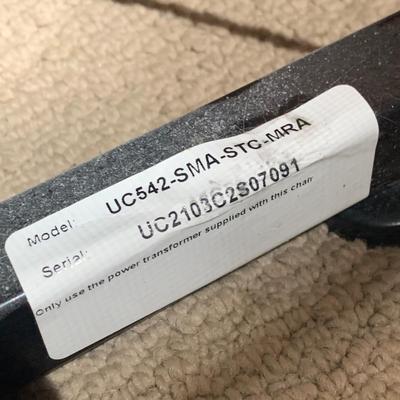 Model: UC542-SMA-STC-MRA
Serial: UC2103C2S07091
Only use the power transformer supplied with this chair